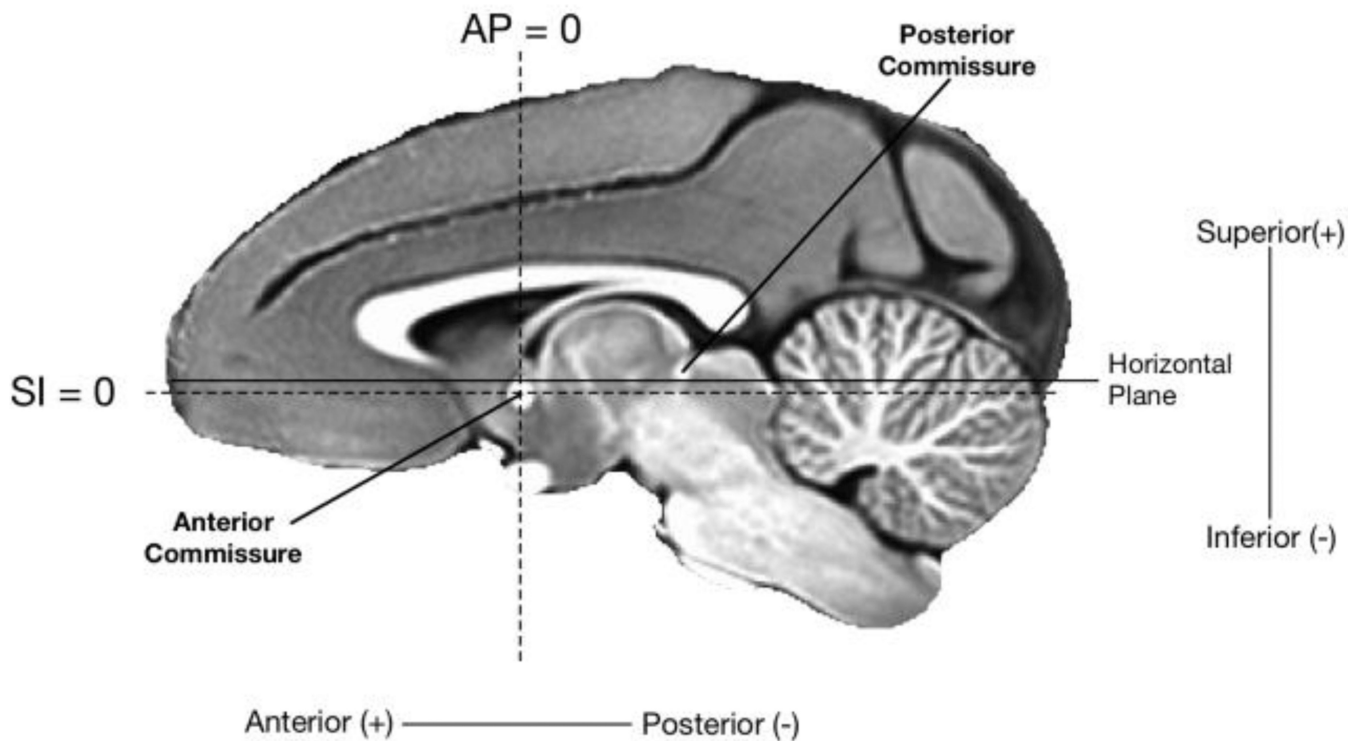 AP = 0
Posterior
Commissure
Superior(+)
Horizontal
Plane
SI = 0
Anterior
Commissure
Inferior (-)
Anterior (+)
Posterior (-)